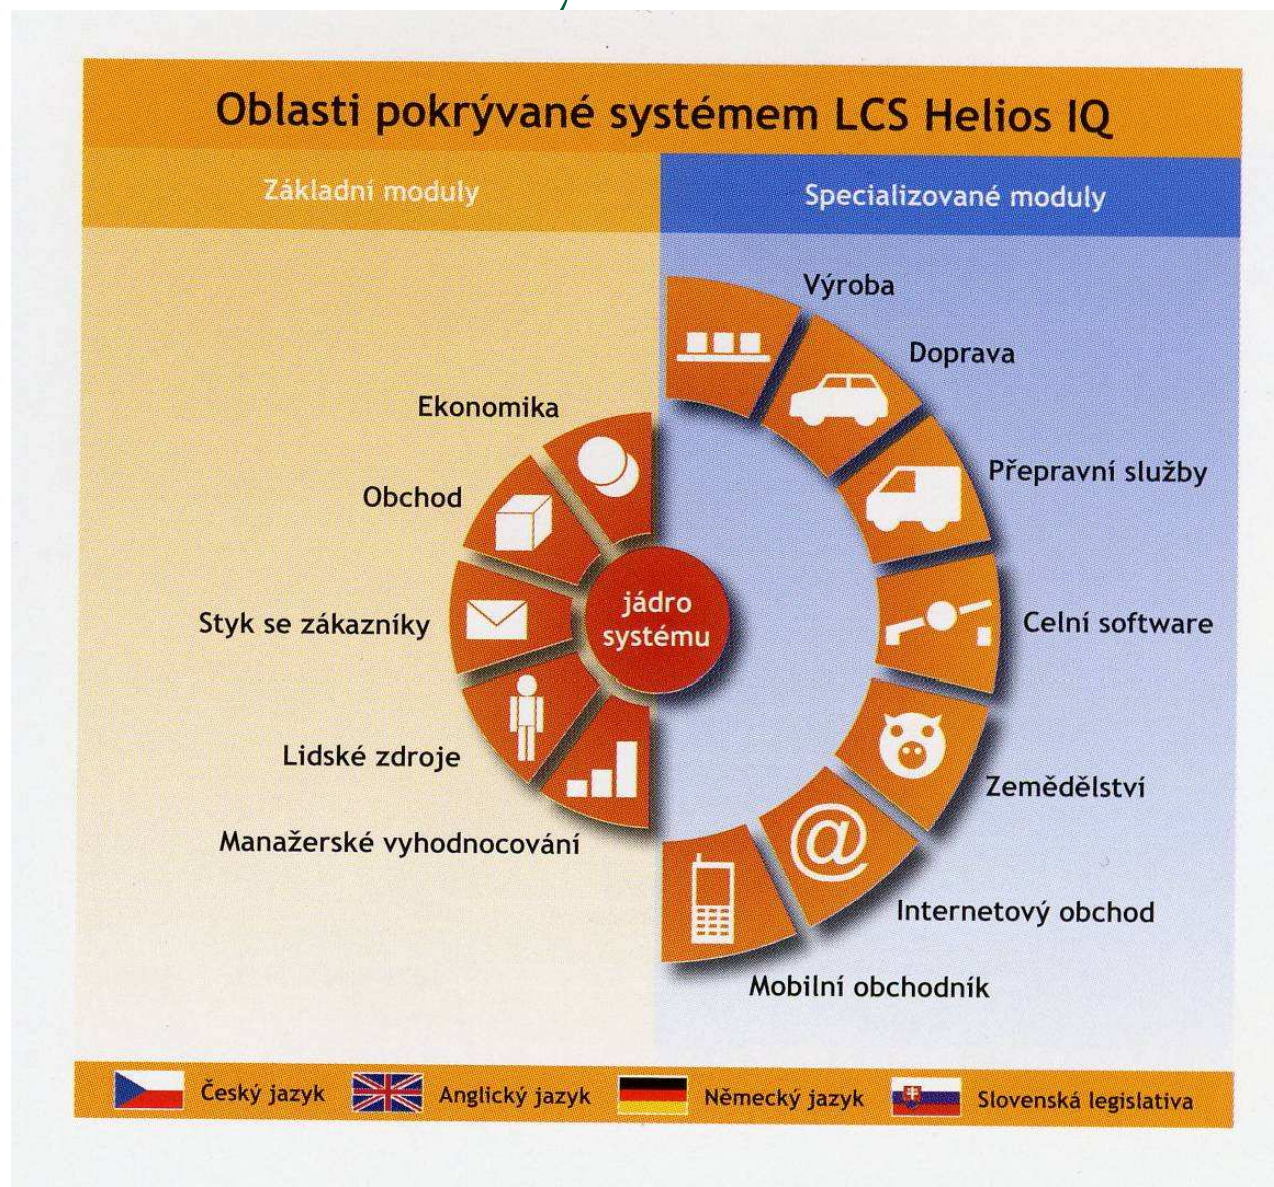 Oblasti pokrývané systémem LCS Helios IQ
Základní moduly
Specializované moduly
Ekonomika
Obchod
Styk se zákazníky
Lidské zdroje
Manažerské vyhodnocování
jádro
systému
Výroba
Doprava
Přepravní služby
Celní software
Zemědělství
@
Internetový obchod
Mobilní obchodník
Český jazyk
Anglický jazyk
Německý jazyk
Slovenská legislativa